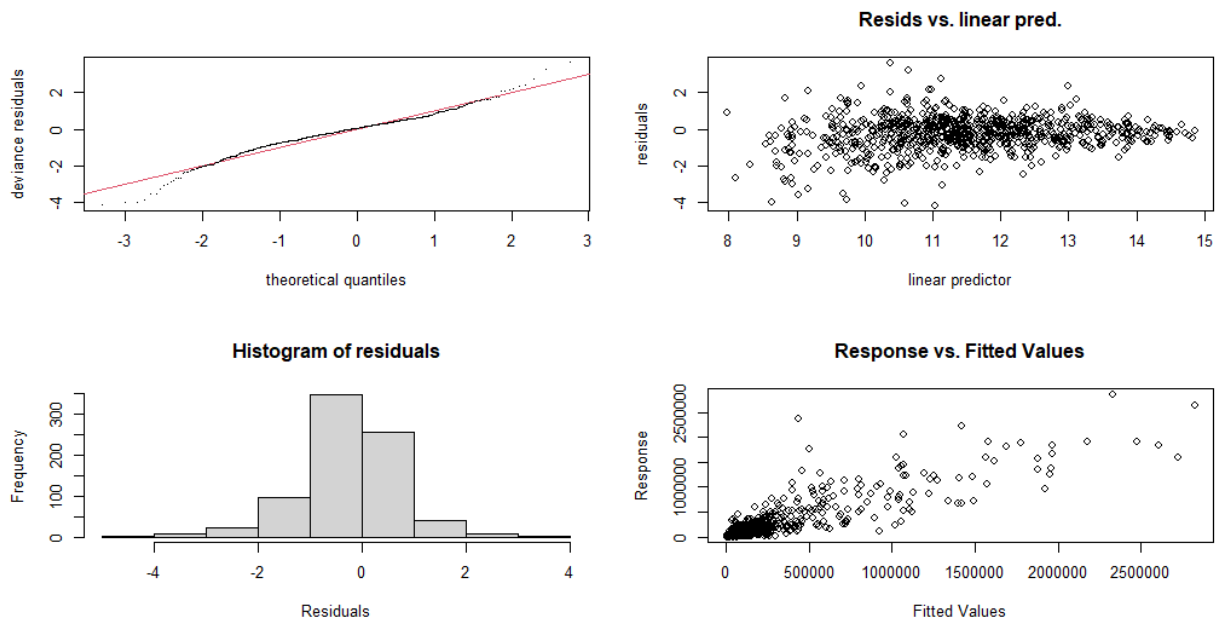 deviance residuals
-4 -2 0 2
-3 -2 -1 0 1 2 3
theoretical quantiles
Resids vs. linear pred.
residuals
-4 -2 0 2
8 9 10 11 12 13 14 15
linear predictor
Histogram of residuals
Frequency
0 100 300
-4 -2 0 2 4
Residuals
Response vs. Fitted Values
Response
0 1000000 2500000
0 500000 1000000 1500000 2000000 2500000
Fitted Values